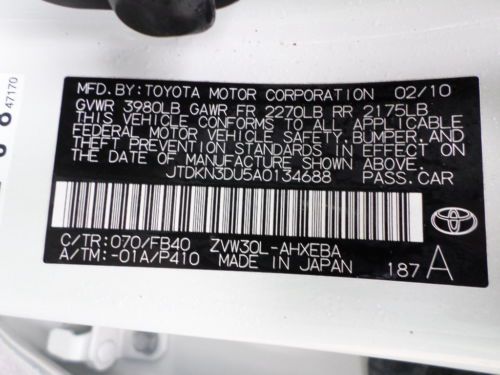 MFD. BY: TOYOTA MOTOR CORPORATION 02/10
GVWR 3980LB GAWR FR 2270LB RR 2175LB
THIS VEHICLE CONFORMS TO ALL APPLICABLE
FEDERAL MOTOR VEHICLE SAFETY, BUMPER, AND
THEFT PREVENTION STANDARDS IN EFFECT ON
THE DATE OF MANUFACTURE SHOWN ABOVE.
JTDKN3DU5A0134688 PASS. CAR
C/TR: 070/FB40 ZVW30L-AHXEBA
A/TM: -01A/P410 MADE IN JAPAN 187 A
47170